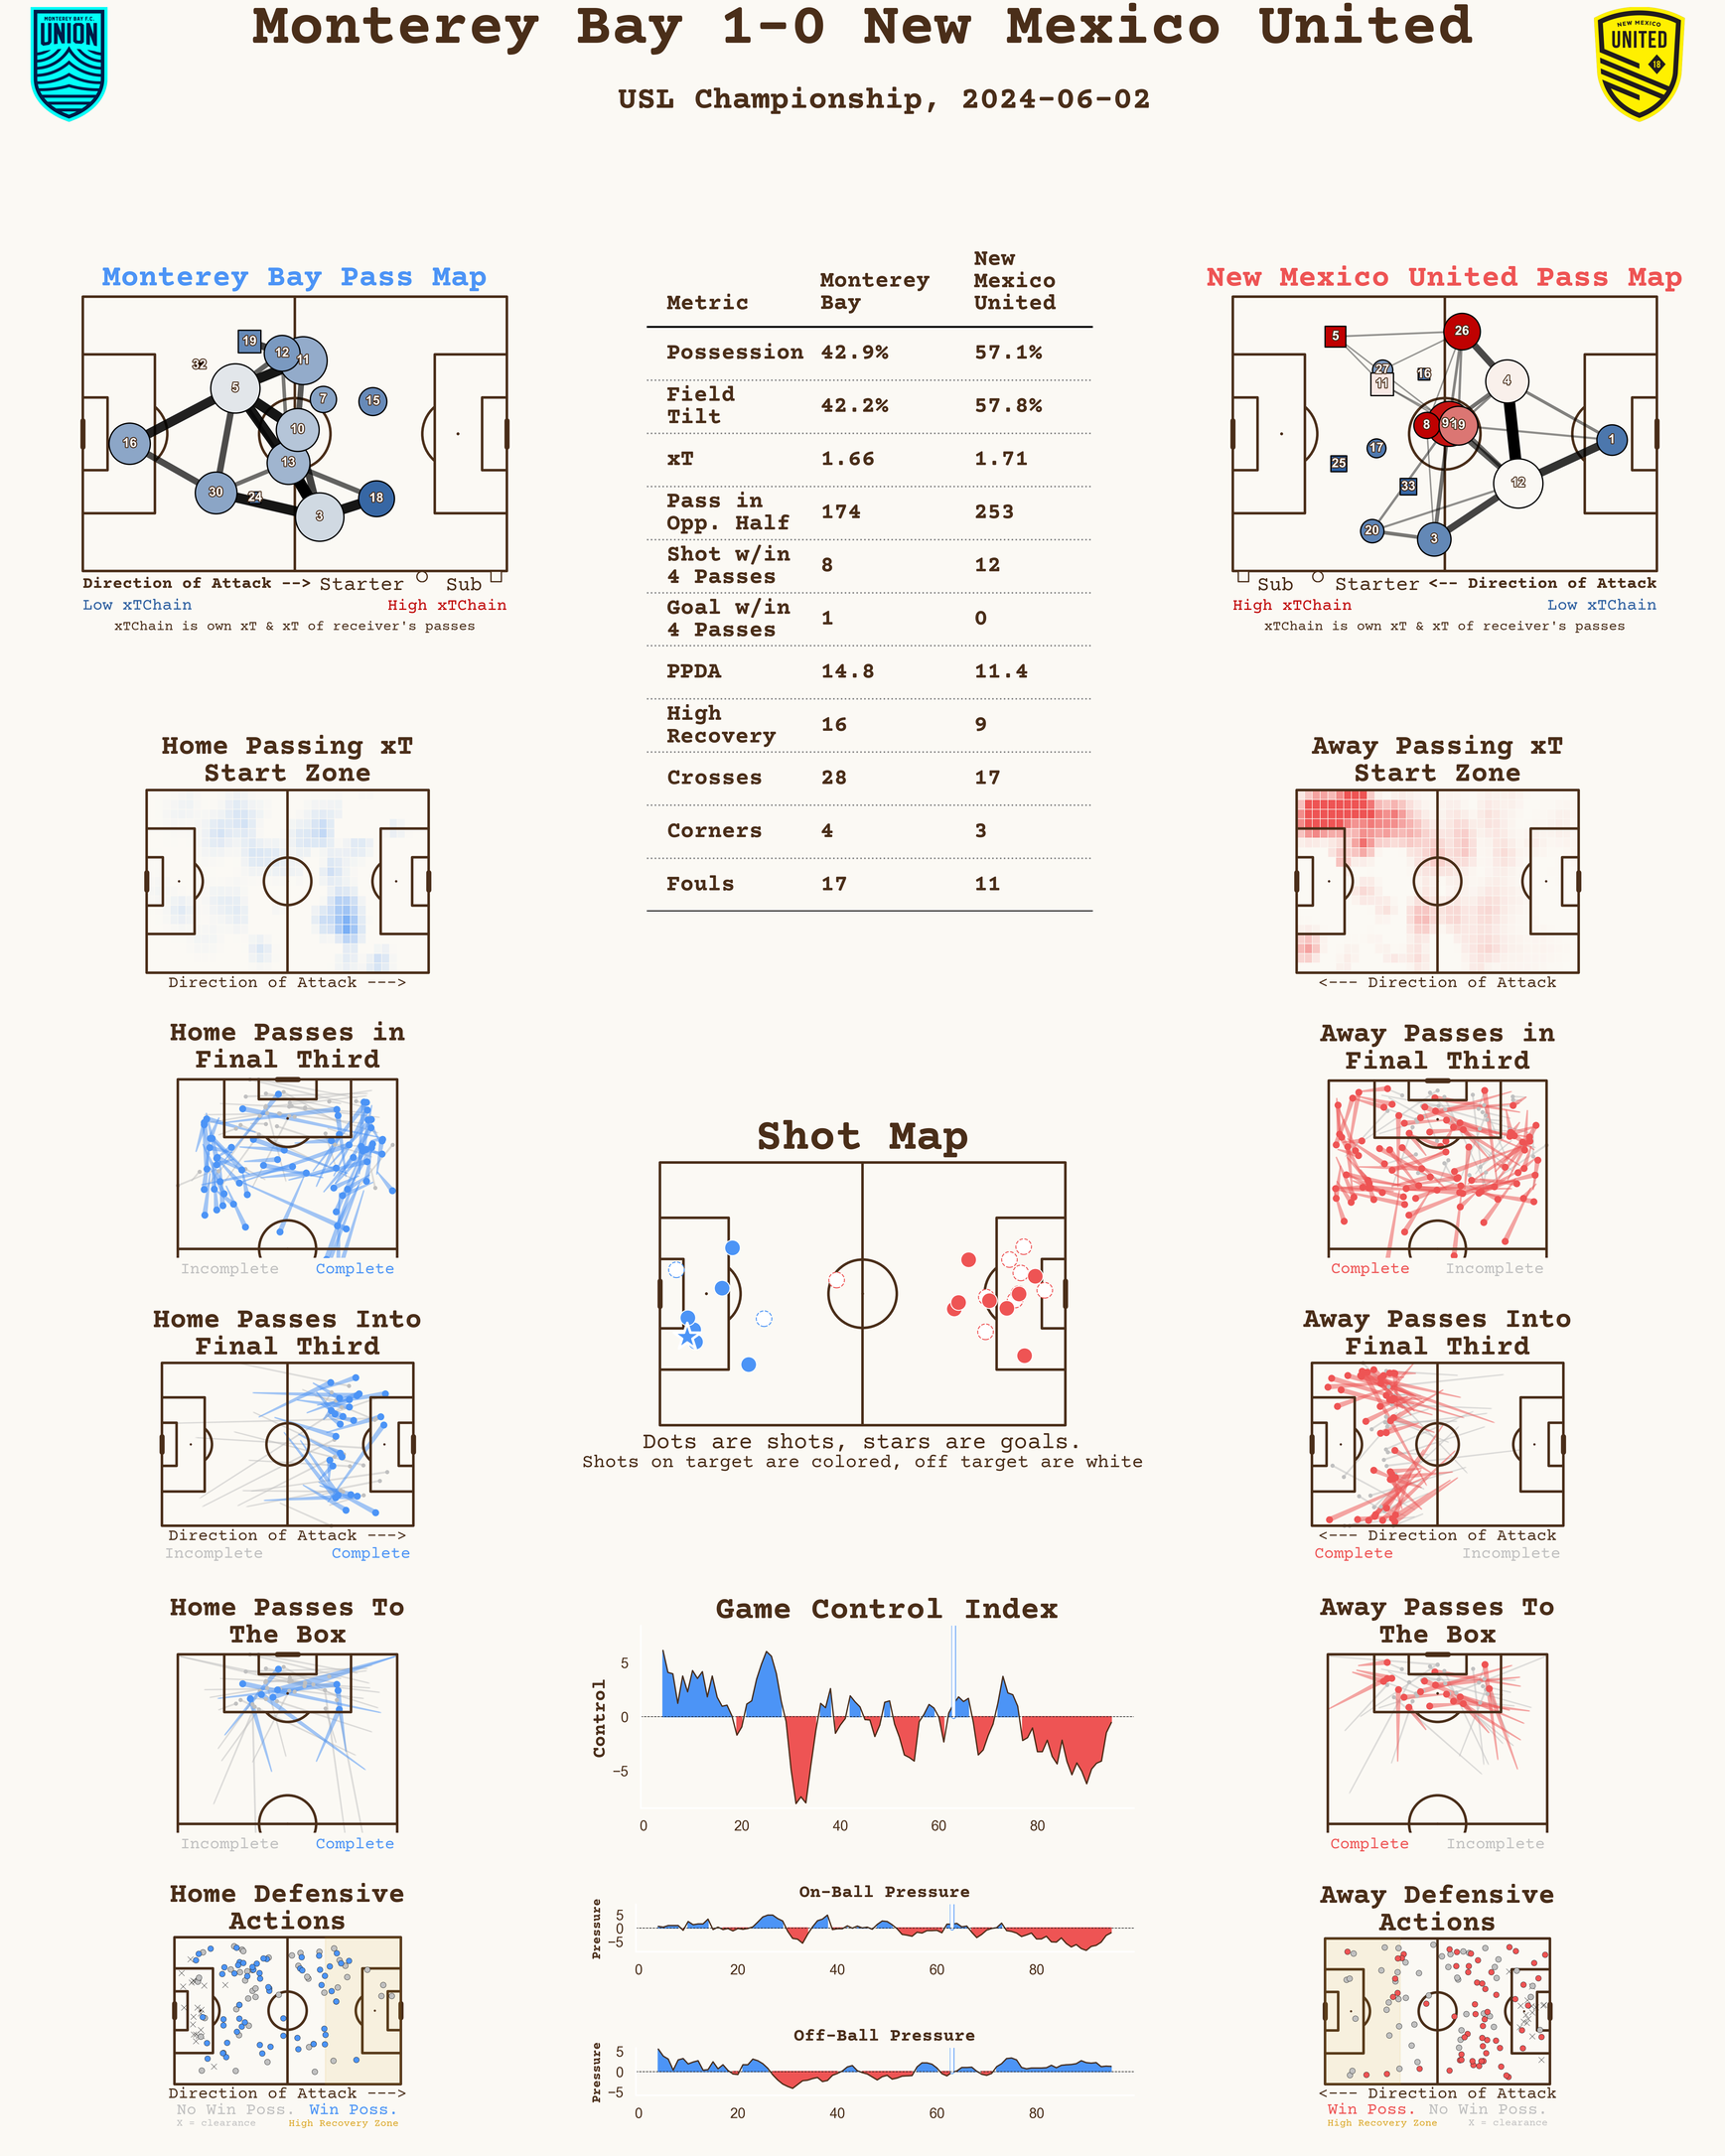 Monterey Bay 1-0 New Mexico United
MONTEREY BAY F.C.
UNION
NEW MEXICO
UNITED
18
USL Championship, 2024-06-02
Monterey Bay Pass Map
19
12
11
32
5
7
15
10
16
13
30
24
18
3
Direction of Attack --> Starter Sub
Low xTChain High xTChain
xTChain is own xT & xT of receiver's passes
Metric Monterey Bay New Mexico United
Possession 42.9% 57.1%
Field Tilt 42.2% 57.8%
xT 1.66 1.71
Pass in Opp. Half 174 253
Shot w/in 4 Passes 8 12
Goal w/in 4 Passes 1 0
PPDA 14.8 11.4
High Recovery 16 9
Crosses 28 17
Corners 4 3
Fouls 17 11
New Mexico United Pass Map
5
26
27
16
11
4
8
19
17
1
25
33
12
20
3
Sub Starter <-- Direction of Attack
High xTChain Low xTChain
xTChain is own xT & xT of receiver's passes
Home Passing xT
Start Zone
Direction of Attack --->
Away Passing xT
Start Zone
<--- Direction of Attack
Home Passes in
Final Third
Incomplete Complete
Away Passes in
Final Third
Complete Incomplete
Shot Map
Dots are shots, stars are goals.
Shots on target are colored, off target are white
Home Passes Into
Final Third
Direction of Attack --->
Incomplete Complete
Away Passes Into
Final Third
<--- Direction of Attack
Complete Incomplete
Home Passes To
The Box
Incomplete Complete
Game Control Index
Control
5
0
−5
0 20 40 60 80
Away Passes To
The Box
Complete Incomplete
Home Defensive
Actions
Direction of Attack --->
No Win Poss. Win Poss.
X = clearance High Recovery Zone
On-Ball Pressure
Pressure
5
0
−5
0 20 40 60 80
Off-Ball Pressure
Pressure
5
0
−5
0 20 40 60 80
Away Defensive
Actions
<--- Direction of Attack
Win Poss. No Win Poss.
High Recovery Zone X = clearance